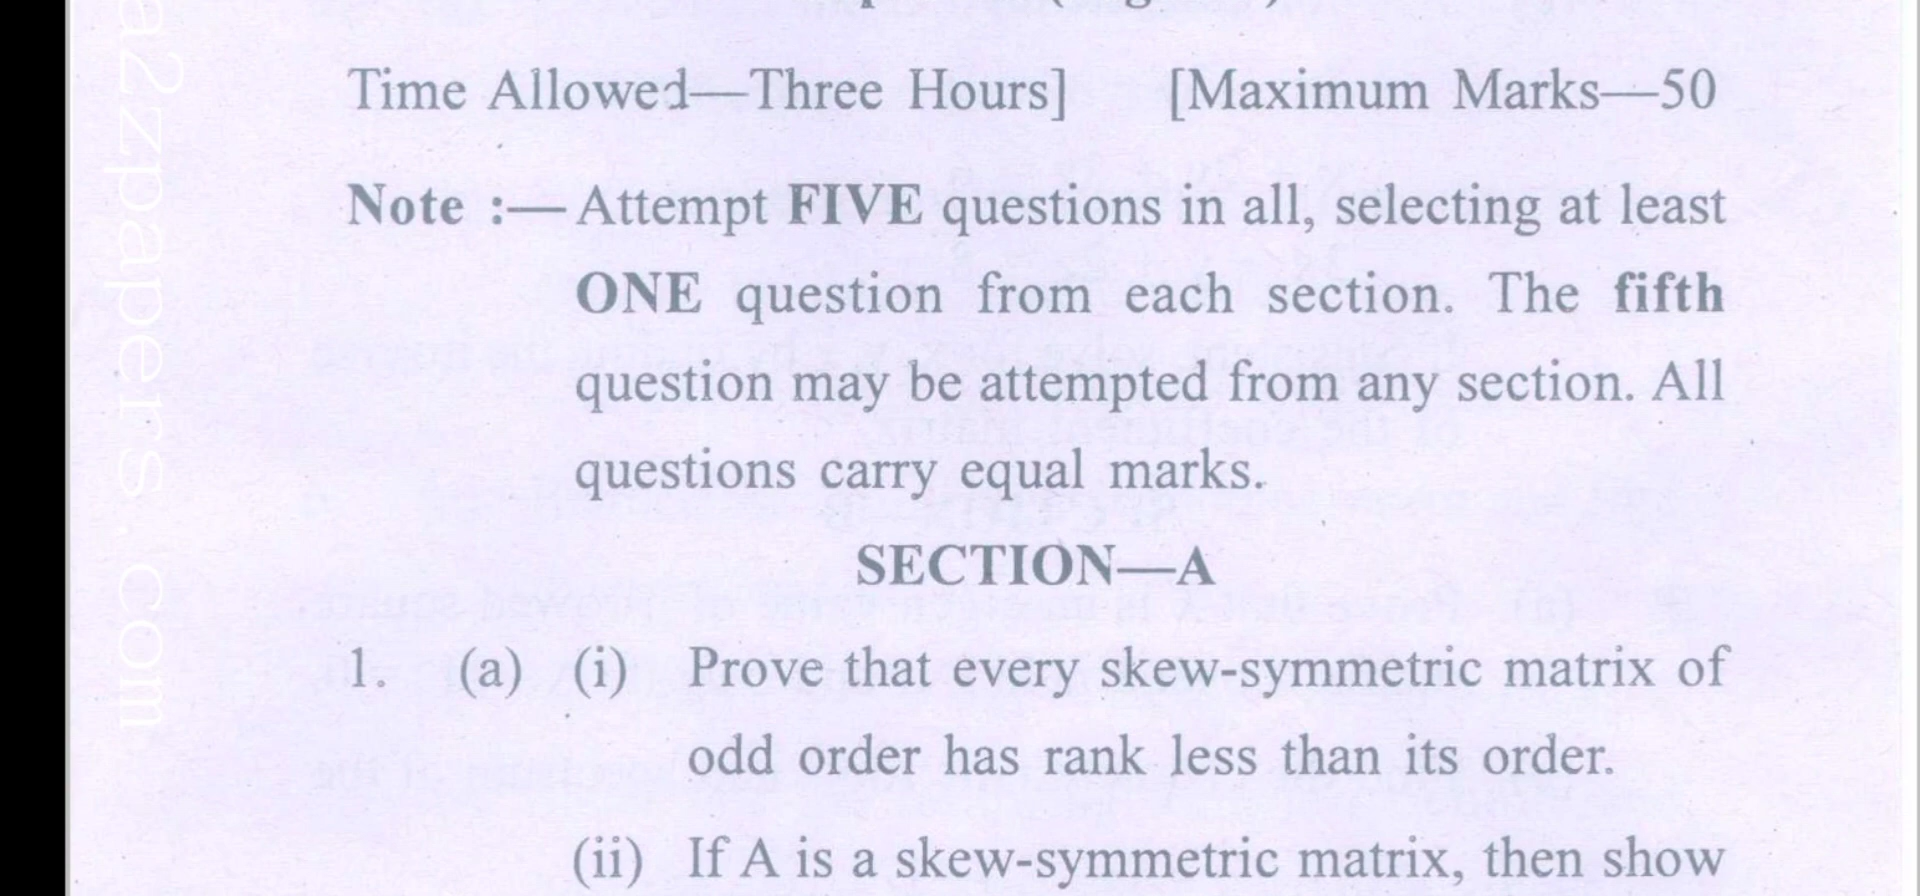 Time Allowed—Three Hours] [Maximum Marks—50
Note :— Attempt FIVE questions in all, selecting at least
ONE question from each section. The fifth
question may be attempted from any section. All
questions carry equal marks.
SECTION—A
1. (a) (i) Prove that every skew-symmetric matrix of
odd order has rank less than its order.
(ii) If A is a skew-symmetric matrix, then show
a2zpapers.com